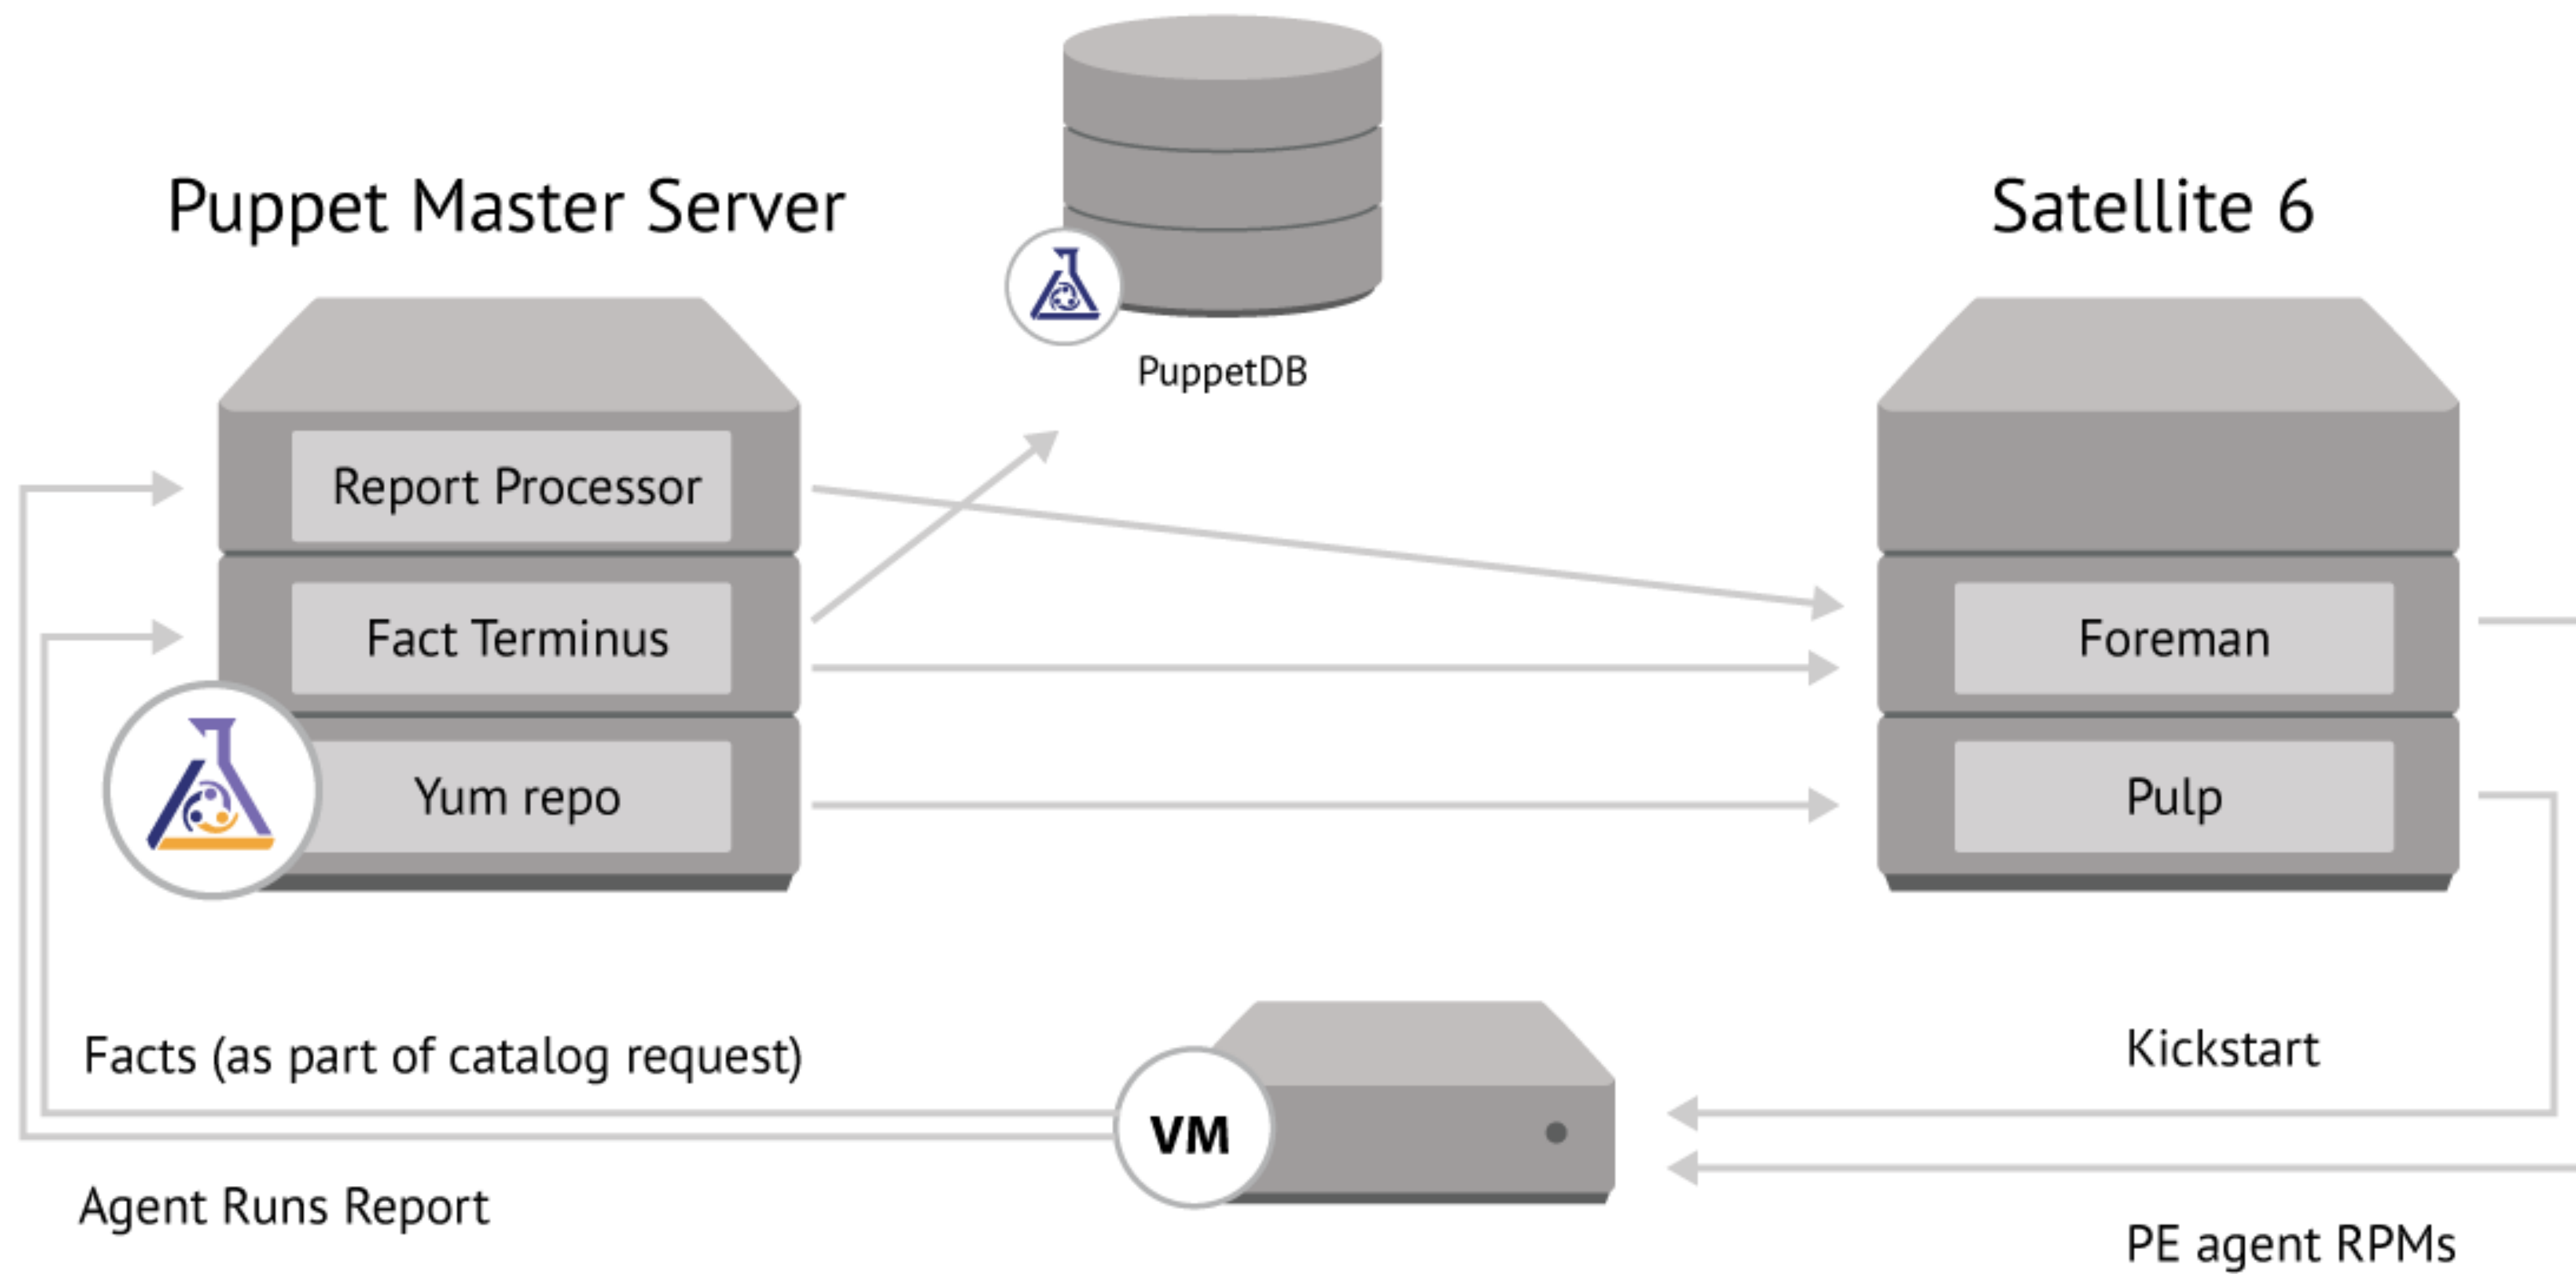 Puppet Master Server
Report Processor
Fact Terminus
Yum repo
PuppetDB
Satellite 6
Foreman
Pulp
Facts (as part of catalog request)
Agent Runs Report
VM
Kickstart
PE agent RPMs